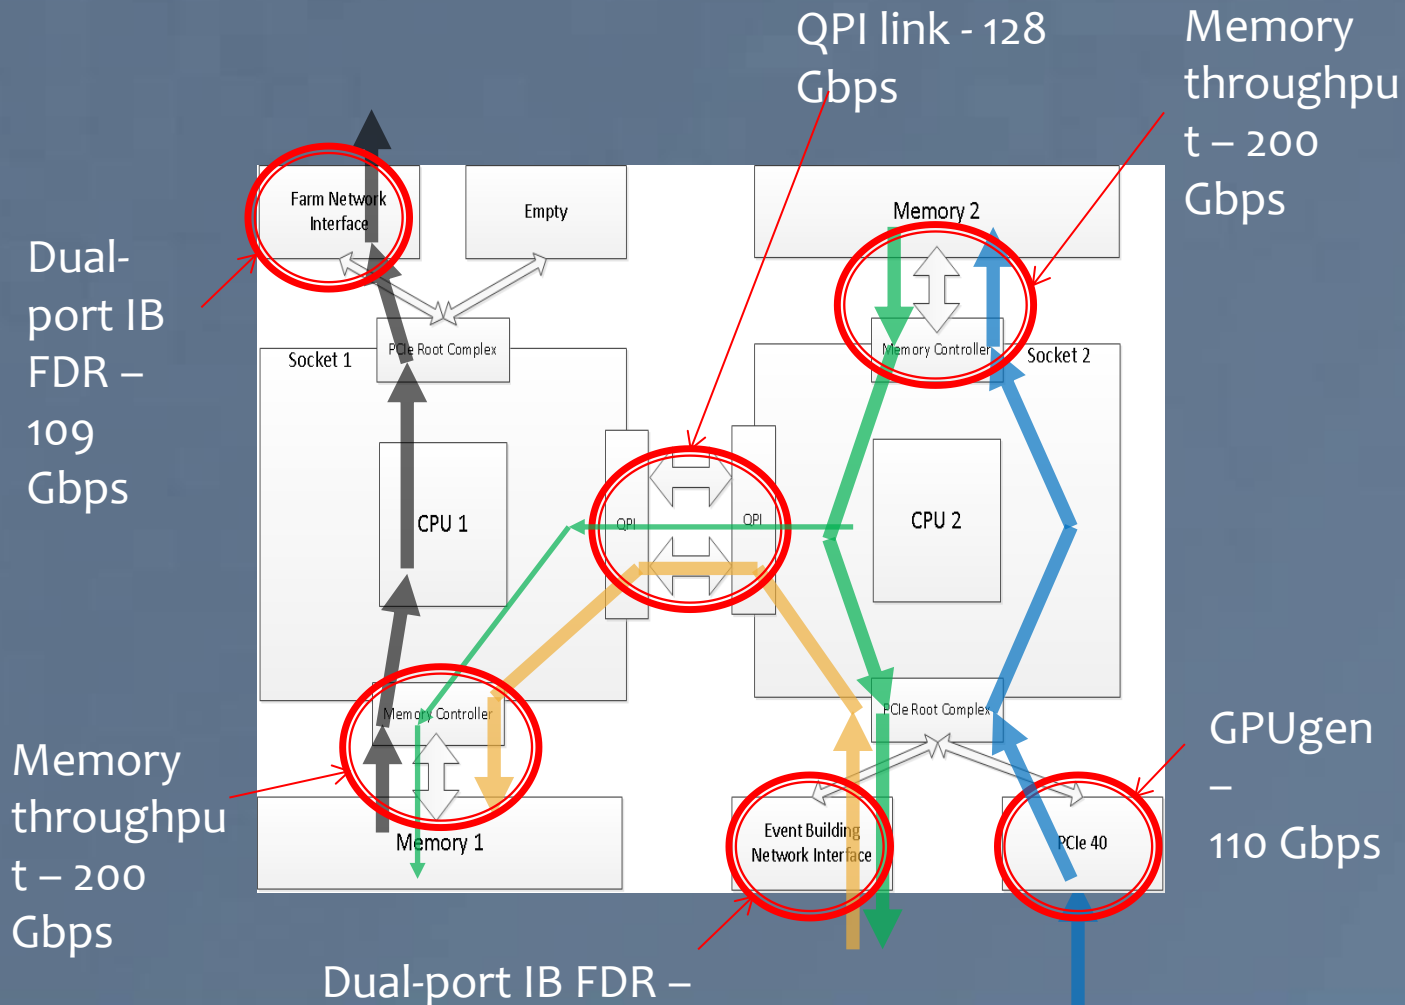 QPI link - 128
Gbps
Memory
throughpu
t – 200
Gbps
Farm Network
Interface
Empty
Memory 2
Dual-
port IB
FDR –
109
Gbps
Socket 1
PCIe Root Complex
Memory Controller
Socket 2
CPU 1
QPI
QPI
CPU 2
Memory Controller
PCIe Root Complex
GPUgen
–
110 Gbps
Memory
throughpu
t – 200
Gbps
Memory 1
Event Building
Network Interface
PCIe 40
Dual-port IB FDR –